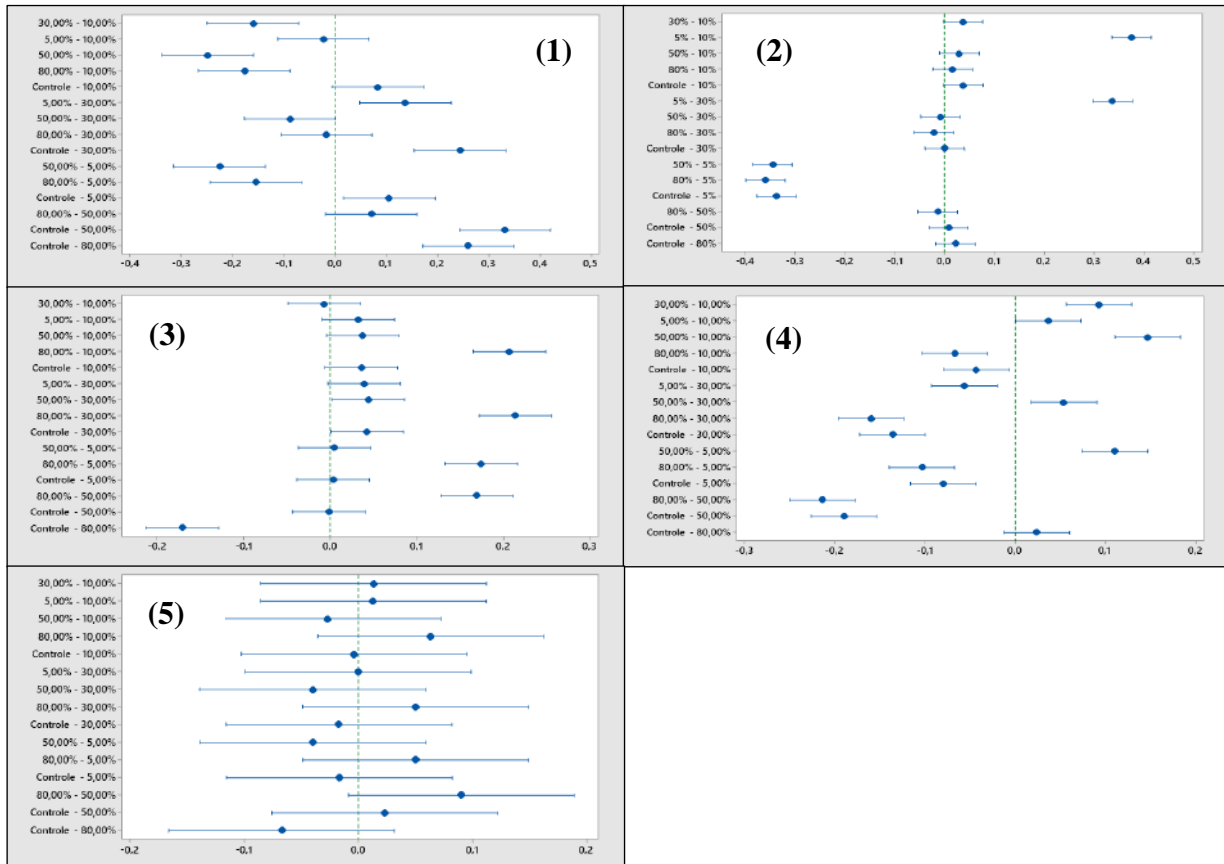 (1)
30,00% - 10,00%
5,00% - 10,00%
50,00% - 10,00%
80,00% - 10,00%
Controle - 10,00%
5,00% - 30,00%
50,00% - 30,00%
80,00% - 30,00%
Controle - 30,00%
50,00% - 5,00%
80,00% - 5,00%
Controle - 5,00%
80,00% - 50,00%
Controle - 50,00%
Controle - 80,00%
-0,4 -0,3 -0,2 -0,1 0,0 0,1 0,2 0,3 0,4 0,5
(2)
30% - 10%
5% - 10%
50% - 10%
80% - 10%
Controle - 10%
5% - 30%
50% - 30%
80% - 30%
Controle - 30%
50% - 5%
80% - 5%
Controle - 5%
80% - 50%
Controle - 50%
Controle - 80%
-0,4 -0,3 -0,2 -0,1 0,0 0,1 0,2 0,3 0,4 0,5
(3)
30,00% - 10,00%
5,00% - 10,00%
50,00% - 10,00%
80,00% - 10,00%
Controle - 10,00%
5,00% - 30,00%
50,00% - 30,00%
80,00% - 30,00%
Controle - 30,00%
50,00% - 5,00%
80,00% - 5,00%
Controle - 5,00%
80,00% - 50,00%
Controle - 50,00%
Controle - 80,00%
-0,2 -0,1 0,0 0,1 0,2 0,3
(4)
30,00% - 10,00%
5,00% - 10,00%
50,00% - 10,00%
80,00% - 10,00%
Controle - 10,00%
5,00% - 30,00%
50,00% - 30,00%
80,00% - 30,00%
Controle - 30,00%
50,00% - 5,00%
80,00% - 5,00%
Controle - 5,00%
80,00% - 50,00%
Controle - 50,00%
Controle - 80,00%
-0,3 -0,2 -0,1 0,0 0,1 0,2
(5)
30,00% - 10,00%
5,00% - 10,00%
50,00% - 10,00%
80,00% - 10,00%
Controle - 10,00%
5,00% - 30,00%
50,00% - 30,00%
80,00% - 30,00%
Controle - 30,00%
50,00% - 5,00%
80,00% - 5,00%
Controle - 5,00%
80,00% - 50,00%
Controle - 50,00%
Controle - 80,00%
-0,2 -0,1 0,0 0,1 0,2